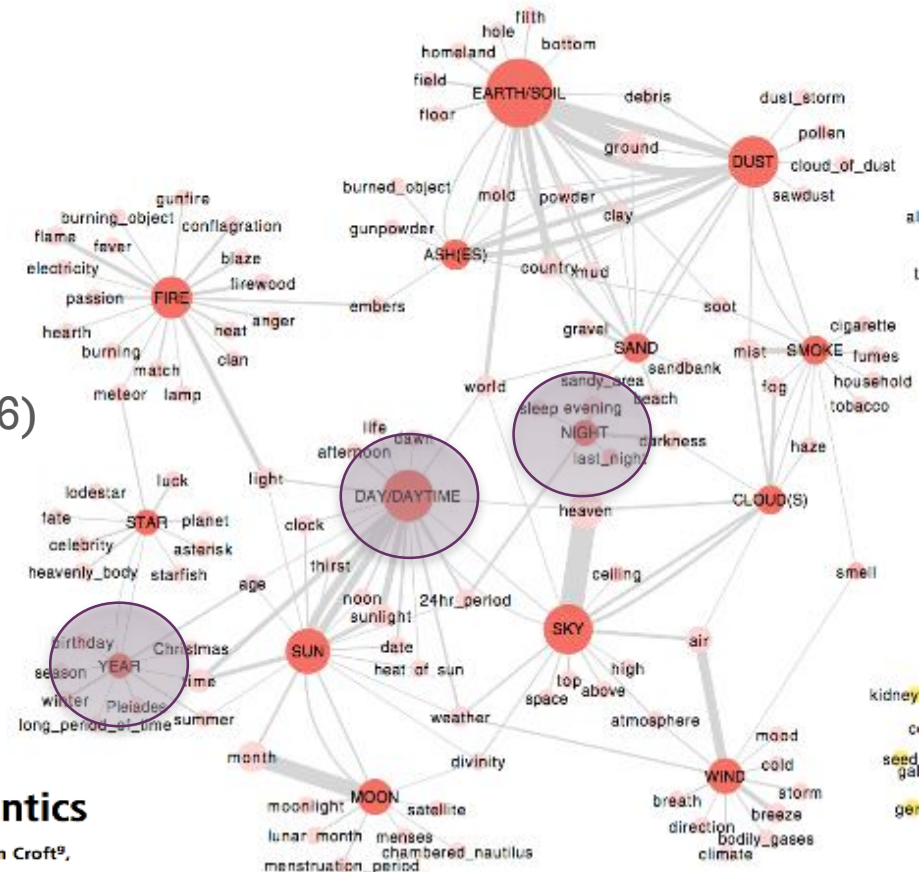 filth
hole
homeland
bottom
field
EARTH/SOIL
floor
debris
dust_storm
ground
pollen
DUST
cloud_of_dust
sawdust
burned_object
mold
powder
clay
gunpowder
ASH(ES)
country
mud
gunfire
burning_object
conflagration
flame
fever
blaze
electricity
firewood
passion
FIRE
embers
soot
hearth
heat
anger
burning
clan
match
meteor
lamp
gravel
SAND
sandbank
mist
SMOKE
cigarette
fumes
household
tobacco
fog
haze
world
sandy_area
beach
6)
sleep
evening
NIGHT
darkness
last_night
life
dawn
afternoon
DAY/DAYTIME
heaven
CLOUD(S)
light
clock
luck
lodestar
fate
STAR
planet
celebrity
asterisk
heavenly_body
starfish
thirst
ceiling
smell
age
noon
24hr_period
sunlight
SKY
air
birthday
Christmas
SUN
date
heat_of_sun
YEAR
season
time
winter
Pleiades
long_period_of_time
summer
high
top
above
space
atmosphere
weather
month
divinity
mood
cold
WIND
storm
breath
breeze
direction
bodily_gases
climate
MOON
moonlight
satellite
lunar_month
menses
chambered_nautilus
menstruation_period
kidney
seed
ntics
n Croft⁹,